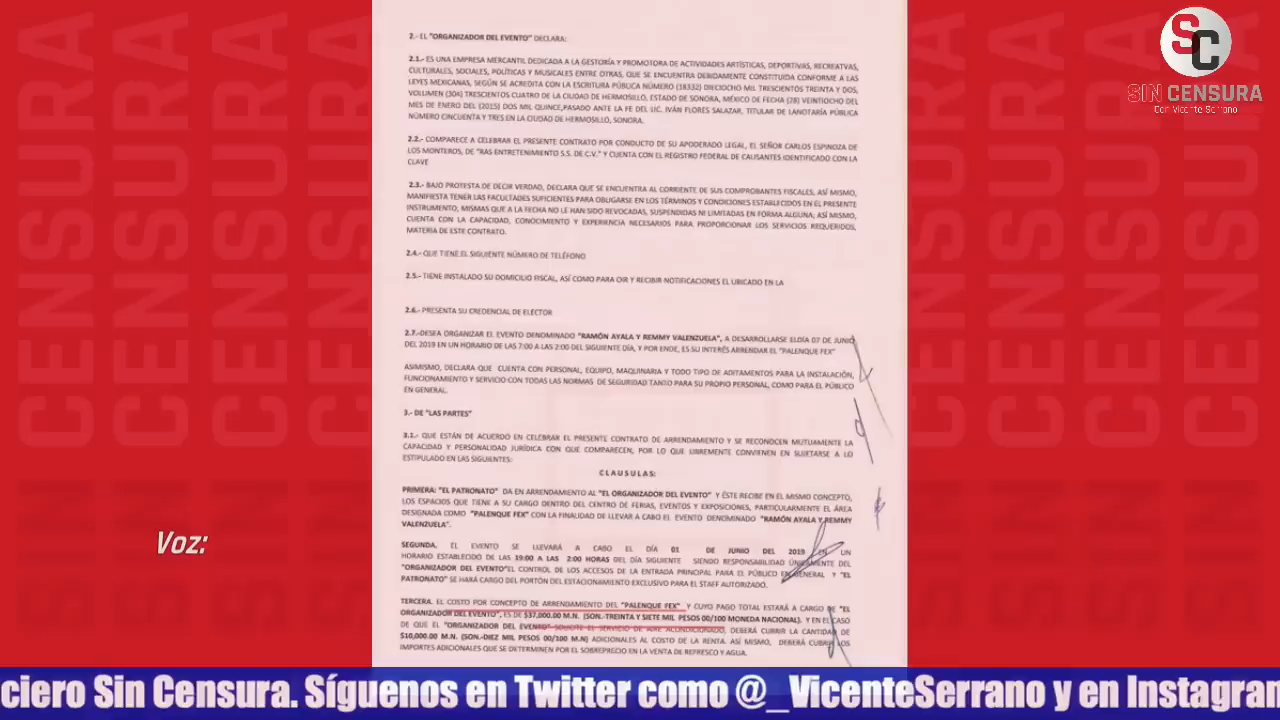 2.- EL "ORGANIZADOR DEL EVENTO" DECLARA:
2.1.- ES UNA EMPRESA MERCANTIL DEDICADA A LA GESTORÍA Y PROMOTORA DE ACTIVIDADES ARTÍSTICAS, DEPORTIVAS, RECREATVAS,
CULTURALES, SOCIALES, POLÍTICAS Y MUSICALES ENTRE OTRAS, QUE SE ENCUENTRA DEBIDAMENTE CONSTITUIDA CONFORME A LAS
LEYES MEXICANAS, SEGÚN SE ACREDITA CON LA ESCRITURA PÚBLICA NÚMERO (18332) DIECIOCHO MIL TRESCIENTOS TREINTA Y DOS,
VOLUMEN (304) TRESCIENTOS CUATRO DE LA CIUDAD DE HERMOSILLO, ESTADO DE SONORA, MÉXICO DE FECHA (28) VEINTIOCHO DEL
MES DE ENERO DEL (2015) DOS MIL QUINCE,PASADO ANTE LA FE DEL LIC. IVÁN FLORES SALAZAR, TITULAR DE LANOTARÍA PÚBLICA
NÚMERO CINCUENTA Y TRES EN LA CIUDAD DE HERMOSILLO, SONORA.
2.2.- COMPARECE A CELEBRAR EL PRESENTE CONTRATO POR CONDUCTO DE SU APODERADO LEGAL, EL SEÑOR CARLOS ESPINOZA DE
LOS MONTEROS, DE "RAS ENTRETENIMIENTO S.S. DE C.V." Y CUENTA CON EL REGISTRO FEDERAL DE CAUSANTES IDENTIFICADO CON LA
CLAVE
2.3.- BAJO PROTESTA DE DECIR VERDAD, DECLARA QUE SE ENCUENTRA AL CORRIENTE DE SUS COMPROBANTES FISCALES, ASÍ MISMO,
MANIFIESTA TENER LAS FACULTADES SUFICIENTES PARA OBLIGARSE EN LOS TÉRMINOS Y CONDICIONES ESTABLECIDOS EN EL PRESENTE
INSTRUMENTO, MISMAS QUE A LA FECHA NO LE HAN SIDO REVOCADAS, SUSPENDIDAS NI LIMITADAS EN FORMA ALGUNA; ASÍ MISMO,
CUENTA CON LA CAPACIDAD, CONOCIMIENTO Y EXPERIENCIA NECESARIOS PARA PROPORCIONAR LOS SERVICIOS REQUERIDOS,
MATERIA DE ESTE CONTRATO.
2.4.- QUE TIENE EL SIGUIENTE NÚMERO DE TELÉFONO
2.5.- TIENE INSTALADO SU DOMICILIO FISCAL, ASÍ COMO PARA OIR Y RECIBIR NOTIFICACIONES EL UBICADO EN LA
2.6.- PRESENTA SU CREDENCIAL DE ELECTOR
2.7.-DESEA ORGANIZAR EL EVENTO DENOMINADO "RAMÓN AYALA Y REMMY VALENZUELA", A DESARROLLARSE ELDÍA 07 DE JUNIO
DEL 2019 EN UN HORARIO DE LAS 7:00 A LAS 2:00 DEL SIGUIENTE DÍA, Y POR ENDE, ES SU INTERÉS ARRENDAR EL "PALENQUE FEX"
ASIMISMO, DECLARA QUE CUENTA CON PERSONAL, EQUIPO, MAQUINARIA Y TODO TIPO DE ADITAMENTOS PARA LA INSTALACIÓN,
FUNCIONAMIENTO Y SERVICIO CON TODAS LAS NORMAS DE SEGURIDAD TANTO PARA SU PROPIO PERSONAL, COMO PARA EL PÚBLICO
EN GENERAL.
3.- DE "LAS PARTES"
3.1.- QUE ESTÁN DE ACUERDO EN CELEBRAR EL PRESENTE CONTRATO DE ARRENDAMIENTO Y SE RECONOCEN MUTUAMENTE LA
CAPACIDAD Y PERSONALIDAD JURÍDICA CON QUE COMPARECEN, POR LO QUE LIBREMENTE CONVIENEN EN SUJETARSE A LO
ESTIPULADO EN LAS SIGUIENTES:
CLAUSULAS:
PRIMERA: "EL PATRONATO" DA EN ARRENDAMIENTO AL "EL ORGANIZADOR DEL EVENTO" Y ÉSTE RECIBE EN EL MISMO CONCEPTO,
LOS ESPACIOS QUE TIENE A SU CARGO DENTRO DEL CENTRO DE FERIAS, EVENTOS Y EXPOSICIONES, PARTICULARMENTE EL ÁREA
DESIGNADA COMO "PALENQUE FEX" CON LA FINALIDAD DE LLEVAR A CABO EL EVENTO DENOMINADO "RAMÓN AYALA Y REMMY
VALENZUELA".
SEGUNDA. EL EVENTO SE LLEVARÁ A CABO EL DÍA 01 DE JUNIO DEL 2019 EN UN
HORARIO ESTABLECIDO DE LAS 19:00 A LAS 2:00 HORAS DEL DÍA SIGUIENTE SIENDO RESPONSABILIDAD ÚNICAMENTE DEL
"ORGANIZADOR DEL EVENTO"EL CONTROL DE LOS ACCESOS DE LA ENTRADA PRINCIPAL PARA EL PÚBLICO EN GENERAL Y "EL
PATRONATO" SE HARÁ CARGO DEL PORTÓN DEL ESTACIONAMIENTO EXCLUSIVO PARA EL STAFF AUTORIZADO.
TERCERA. EL COSTO POR CONCEPTO DE ARRENDAMIENTO DEL "PALENQUE FEX" Y CUYO PAGO TOTAL ESTARÁ A CARGO DE "EL
ORGANIZADOR DEL EVENTO", ES DE $37,000.00 M.N. (SON.-TREINTA Y SIETE MIL PESOS 00/100 MONEDA NACIONAL). Y EN EL CASO
DE QUE EL "ORGANIZADOR DEL EVENTO" SOLICITE EL SERVICIO DE AIRE ACONDICIONADO, DEBERÁ CUBRIR LA CANTIDAD DE
$10,000.00 M.N. (SON.-DIEZ MIL PESOS 00/100 M.N) ADICIONALES AL COSTO DE LA RENTA. ASÍ MISMO, DEBERÁ CUBRIR LOS
IMPORTES ADICIONALES QUE SE DETERMINEN POR EL SOBREPRECIO EN LA VENTA DE REFRESCO Y AGUA.
SC
SIN CENSURA
Con Vicente Serrano
CENSURA
Voz:
ciero Sin Censura. Síguenos en Twitter como @_VicenteSerrano y en Instagran